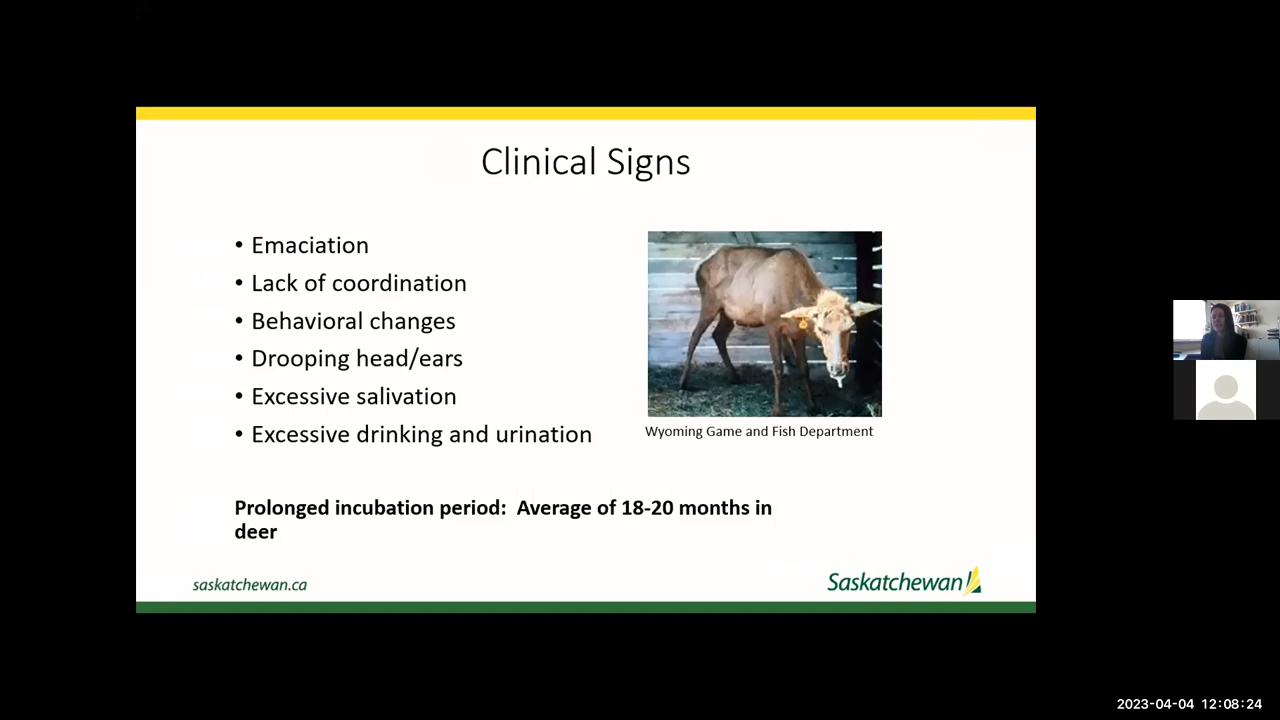 Clinical Signs
• Emaciation
• Lack of coordination
• Behavioral changes
• Drooping head/ears
• Excessive salivation
• Excessive drinking and urination
Wyoming Game and Fish Department
Prolonged incubation period:  Average of 18-20 months in
deer
saskatchewan.ca
Saskatchewan
2023-04-04 12:08:24